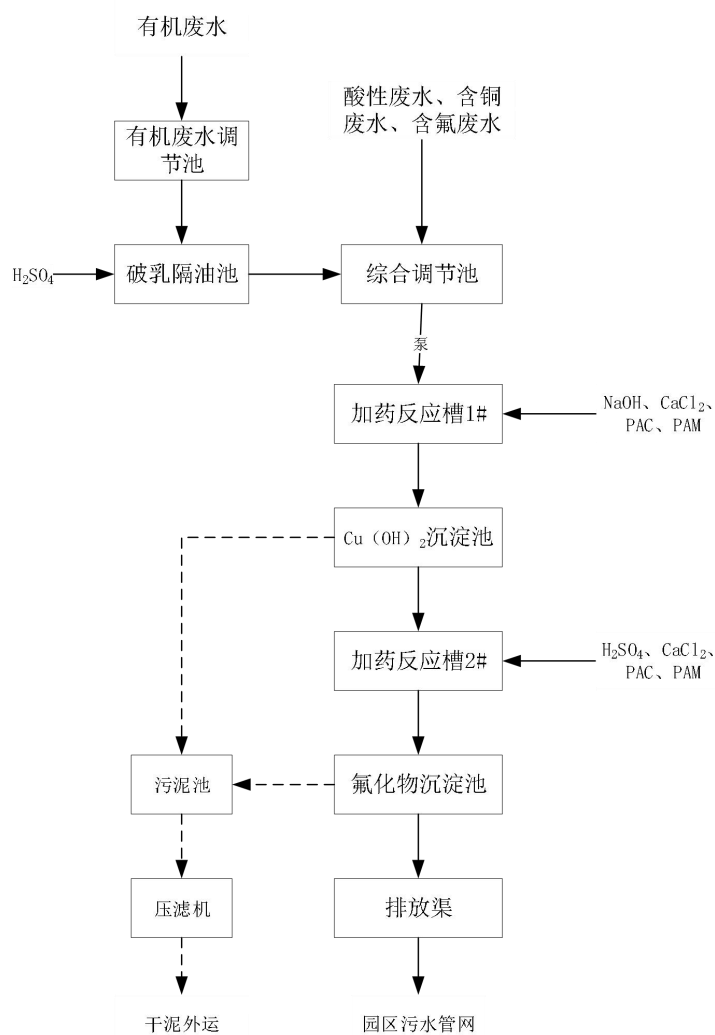 有机废水
酸性废水、含铜
废水、含氟废水
有机废水调
节池
H₂SO₄
破乳隔油池
综合调节池
泵
加药反应槽1#
NaOH、CaCl₂、
PAC、PAM
Cu（OH）₂沉淀池
加药反应槽2#
H₂SO₄、CaCl₂、
PAC、PAM
污泥池
氟化物沉淀池
压滤机
排放渠
干泥外运
园区污水管网